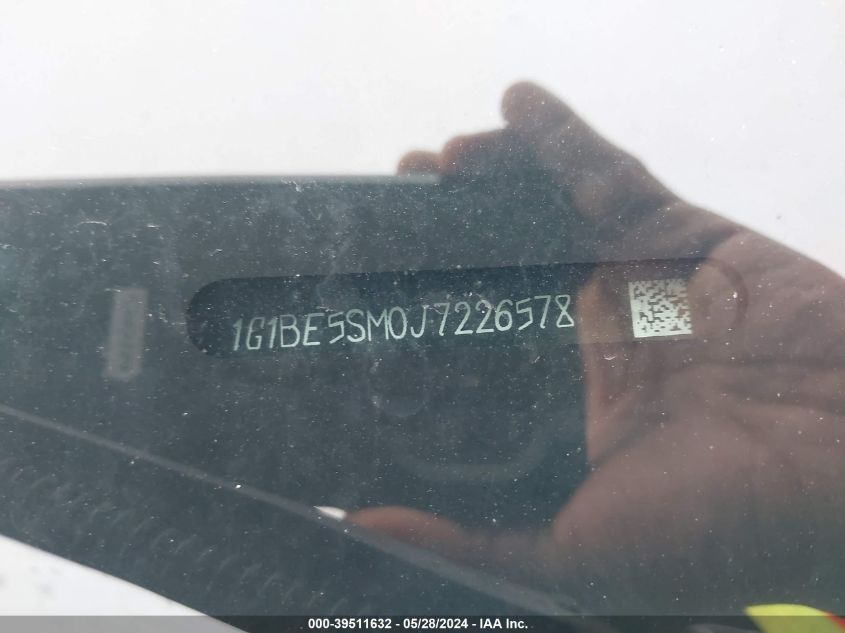 1G1BE5SM0J7226578
000-39511632 - 05/28/2024 - IAA Inc.